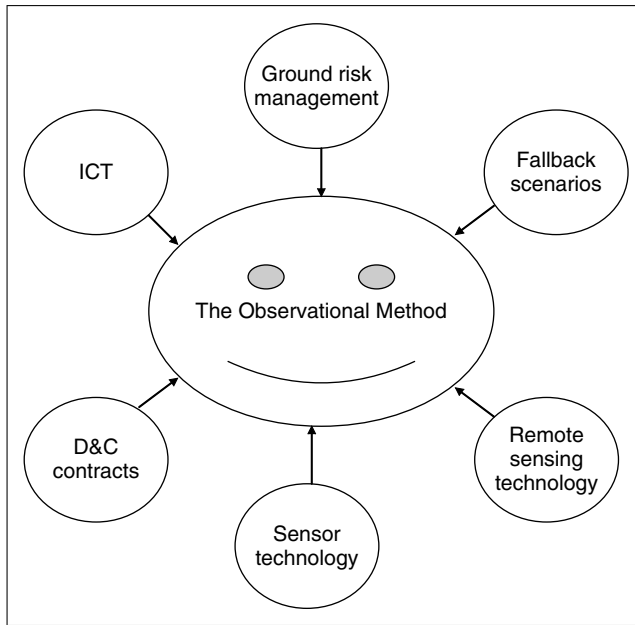 Ground risk
management
ICT
Fallback
scenarios
The Observational Method
D&C
contracts
Remote
sensing
technology
Sensor
technology